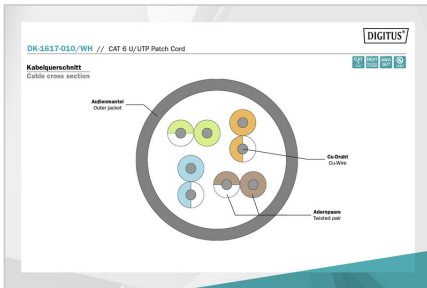 DIGITUS®
DK-1617-010/WH // CAT 6 U/UTP Patch Cord
Kabelquerschnitt
Cable cross section
Außenmantel
Outer jacket
Cu-Draht
Cu-Wire
Adernpaare
Twisted pair